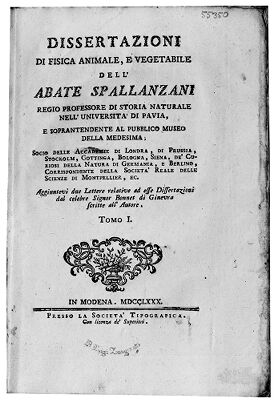 55350
DISSERTAZIONI
DI FISICA ANIMALE, E VEGETABILE
DELL'
ABATE SPALLANZANI
REGIO PROFESSORE DI STORIA NATURALE
NELL' UNIVERSITA' DI PAVIA,
E SOPRANTENDENTE AL PUBBLICO MUSEO
DELLA MEDESIMA;
SOCIO DELLE ACCADEMIE DI LONDRA, DI PRUSSIA,
STOCKOLM, GOTTINGA, BOLOGNA, SIENA, DE' CU-
RIOSI DELLA NATURA DI GERMANIA, E BERLINO,
CORRISPONDENTE DELLA SOCIETA' REALE DELLE
SCIENZE DI MONTPELLIER, EC.
Aggiuntevi due Lettere relative ad esse Dissertazioni
dal celebre Signor Bonnet di Ginevra
scritte all' Autore.
TOMO I.
IN MODENA. MDCCLXXX.
PRESSO LA SOCIETA' TIPOGRAFICA.
Con licenza de' Superiori.